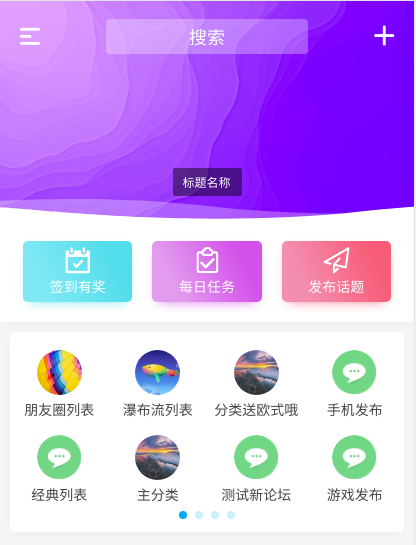 搜索
标题名称
签到有奖
每日任务
发布话题
朋友圈列表
瀑布流列表
分类送欧式哦
手机发布
经典列表
主分类
测试新论坛
游戏发布